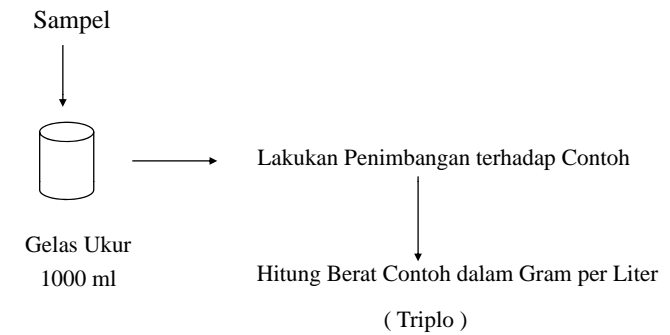 Sampel
Lakukan Penimbangan terhadap Contoh
Gelas Ukur
1000 ml
Hitung Berat Contoh dalam Gram per Liter
( Triplo )